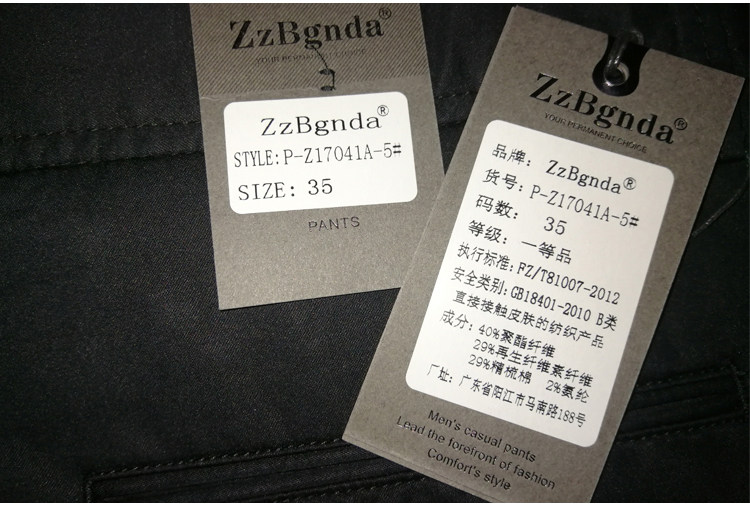 ZzBgnda®
YOUR PERMANENT CHOICE
ZzBgnda®
STYLE: P-Z17041A-5#
SIZE: 35
PANTS
ZzBgnda®
YOUR PERMANENT CHOICE
品牌: ZzBgnda®
货号: P-Z17041A-5#
码数: 35
等级: 一等品
执行标准: FZ/T81007-2012
安全类别: GB18401-2010 B类
直接接触皮肤的纺织产品
成分: 40%聚酯纤维
29%再生纤维素纤维
29%精梳棉 2%氨纶
厂址: 广东省阳江市马南路188号
Men's casual pants
Lead the forefront of fashion
Comfort's style